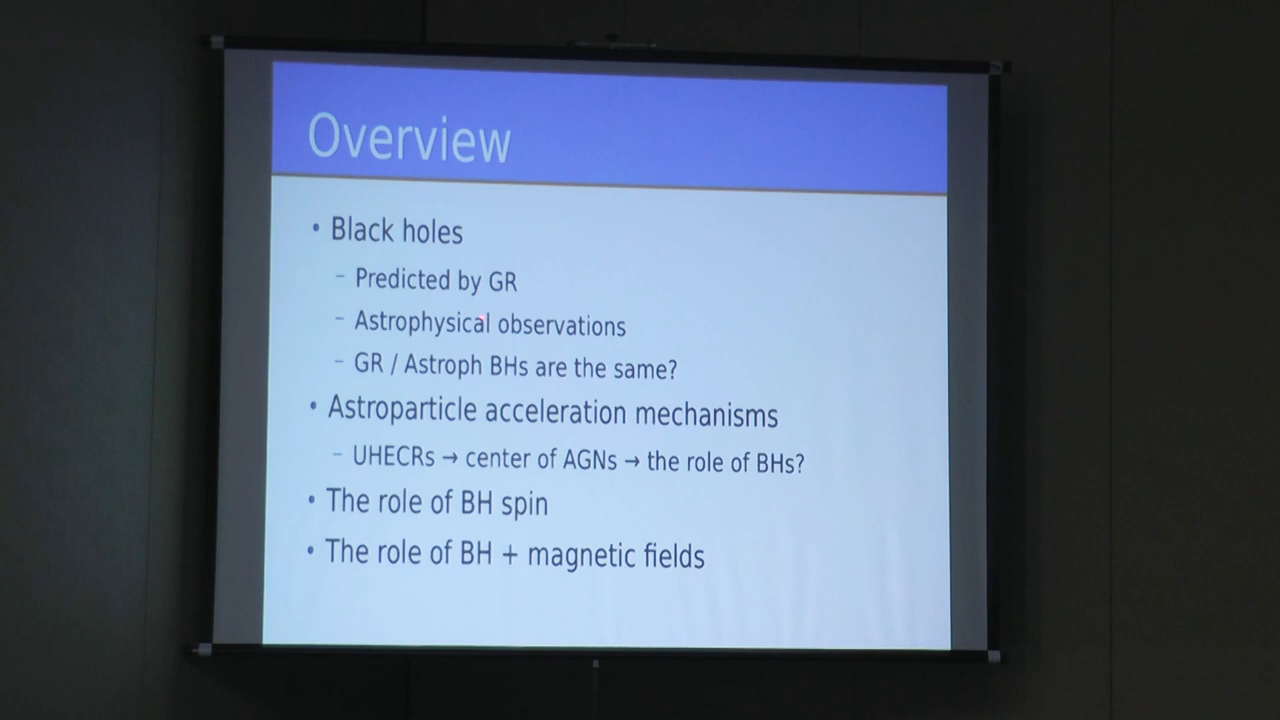 Overview
• Black holes
– Predicted by GR
– Astrophysical observations
– GR / Astroph BHs are the same?
• Astroparticle acceleration mechanisms
– UHECRs → center of AGNs → the role of BHs?
• The role of BH spin
• The role of BH + magnetic fields